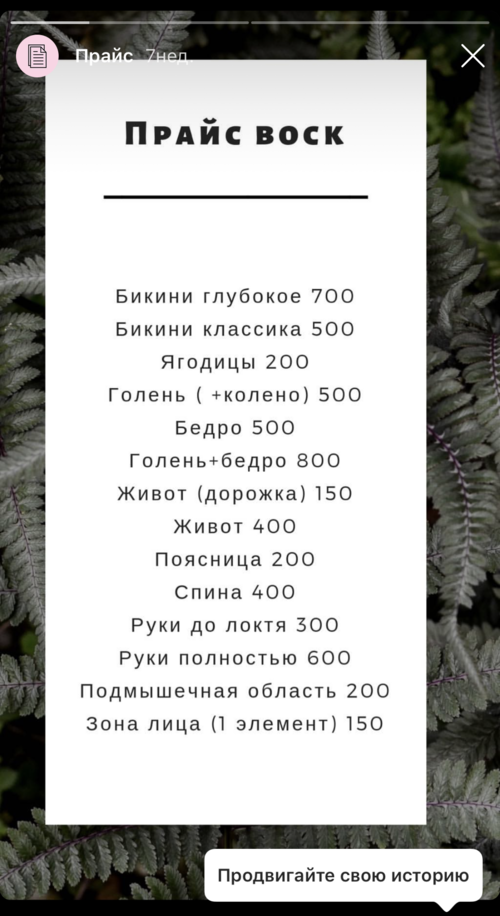 Прайс 7нед.
Прайс воск
Бикини глубокое 700
Бикини классика 500
Ягодицы 200
Голень ( +колено) 500
Бедро 500
Голень+бедро 800
Живот (дорожка) 150
Живот 400
Поясница 200
Спина 400
Руки до локтя 300
Руки полностью 600
Подмышечная область 200
Зона лица (1 элемент) 150
Продвигайте свою историю